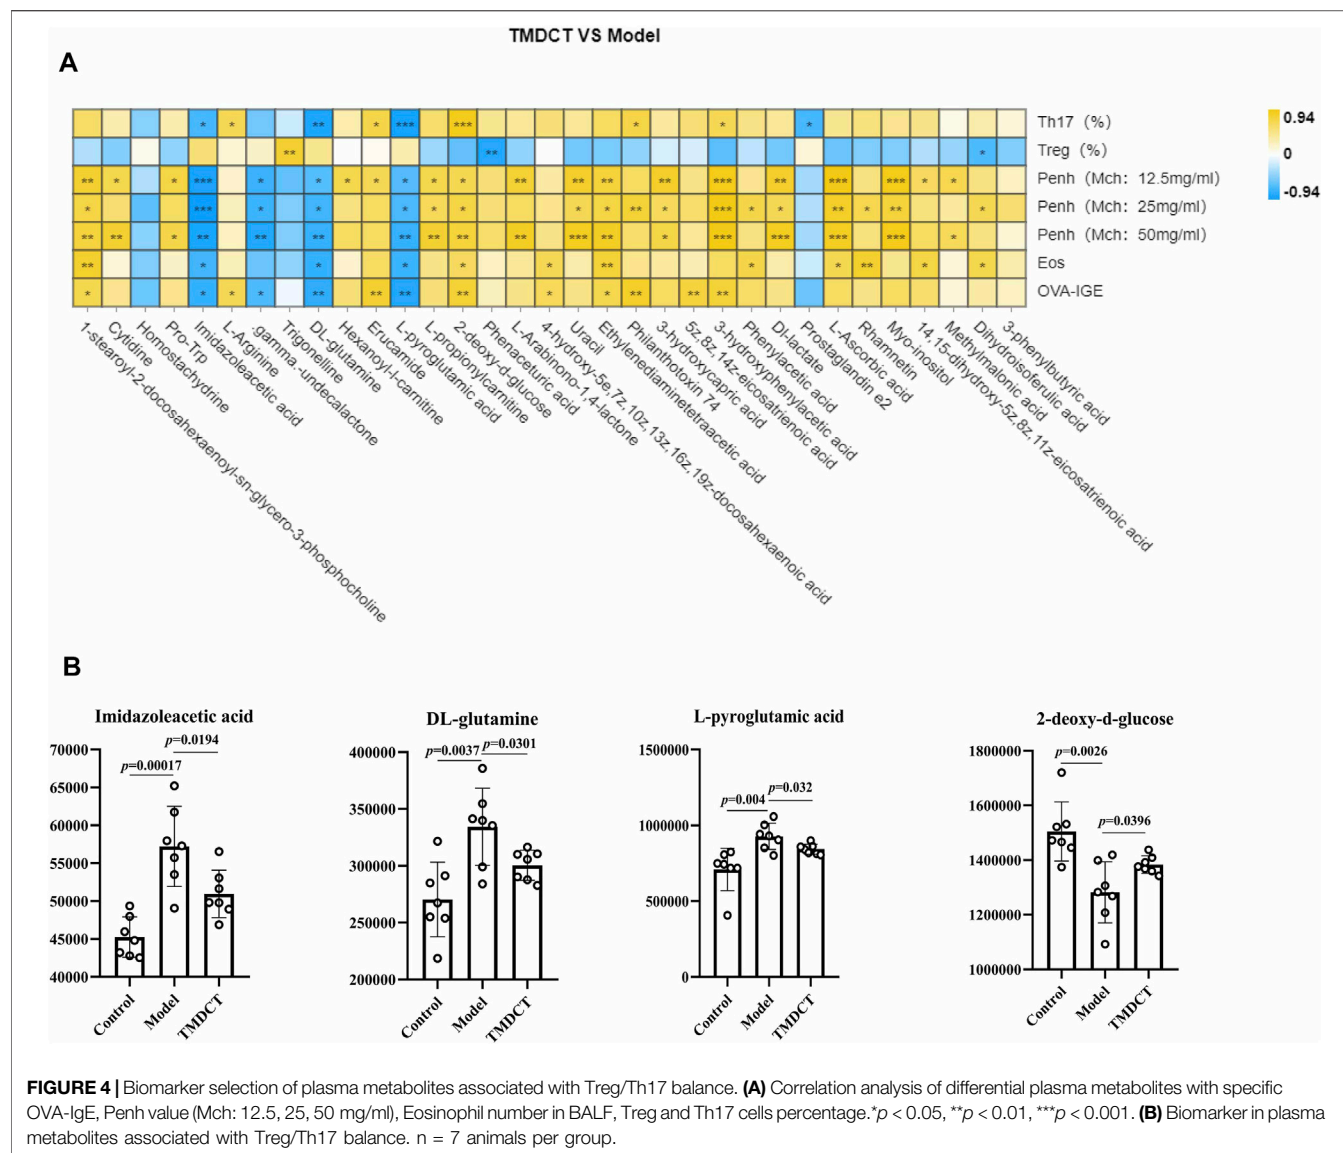 TMDCT VS Model
A
* * ** * *** *** * * * Th17 (%)
** ** * Treg (%)
** * * *** * * * * * * * ** ** ** ** *** ** *** *** * * Penh (Mch: 12.5mg/ml)
* *** * * * * * * * ** * *** * * ** * ** * Penh (Mch: 25mg/ml)
** ** * ** ** ** ** ** ** ** *** ** * *** *** *** *** * Penh (Mch: 50mg/ml)
** * * * * * ** * * ** * * Eos
* * * * ** ** ** ** * * ** ** ** OVA-IGE
0.94
0
-0.94
1-stearoyl-2-docosahexaenoyl-sn-glycero-3-phosphocholine
Cytidine
Homostachydrine
Pro-Trp
Imidazoleacetic acid
L-Arginine
.gamma.-undecalactone
Trigonelline
DL-glutamine
Hexanoyl-l-carnitine
Erucamide
L-pyroglutamic acid
L-propionylcarnitine
2-deoxy-d-glucose
Phenaceturic acid
L-Arabinono-1,4-lactone
4-hydroxy-5e,7z,10z,13z,16z,19z-docosahexaenoic acid
Uracil
Ethylenediaminetetraacetic acid
Philanthotoxin 74
3-hydroxycapric acid
5z,8z,14z-eicosatrienoic acid
3-hydroxyphenylacetic acid
Phenylacetic acid
DL-lactate
Prostaglandin e2
L-Ascorbic acid
Rhamnetin
Myo-inositol
14,15-dihydroxy-5z,8z,11z-eicosatrienoic acid
Methylmalonic acid
Dihydroisoferulic acid
3-phenylbutyric acid
B
Imidazoleacetic acid
p=0.0194
p=0.00017
70000
65000
60000
55000
50000
45000
40000
Control
Model
TMDCT
DL-glutamine
p=0.0037
p=0.0301
400000
350000
300000
250000
200000
Control
Model
TMDCT
L-pyroglutamic acid
p=0.032
p=0.004
1500000
1000000
500000
0
Control
Model
TMDCT
2-deoxy-d-glucose
p=0.0026
p=0.0396
1800000
1600000
1400000
1200000
1000000
Control
Model
TMDCT
FIGURE 4 | Biomarker selection of plasma metabolites associated with Treg/Th17 balance. (A) Correlation analysis of differential plasma metabolites with specific
OVA-IgE, Penh value (Mch: 12.5, 25, 50 mg/ml), Eosinophil number in BALF, Treg and Th17 cells percentage.*p < 0.05, **p < 0.01, ***p < 0.001. (B) Biomarker in plasma
metabolites associated with Treg/Th17 balance. n = 7 animals per group.